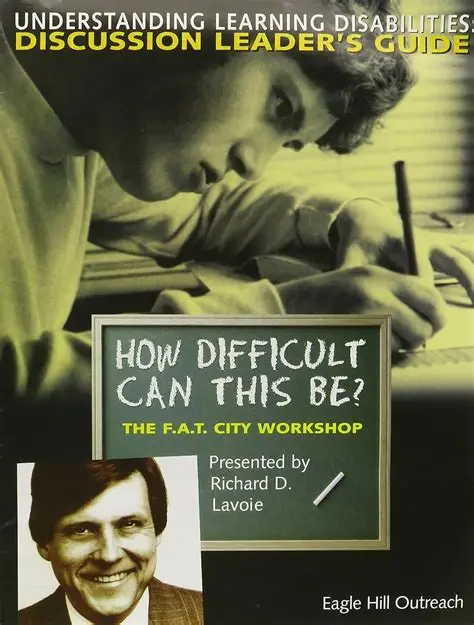 UNDERSTANDING LEARNING DISABILITIES:
DISCUSSION LEADER'S GUIDE
HOW DIFFICULT
CAN THIS BE?
THE F.A.T. CITY WORKSHOP
Presented by
Richard D.
Lavoie
Eagle Hill Outreach